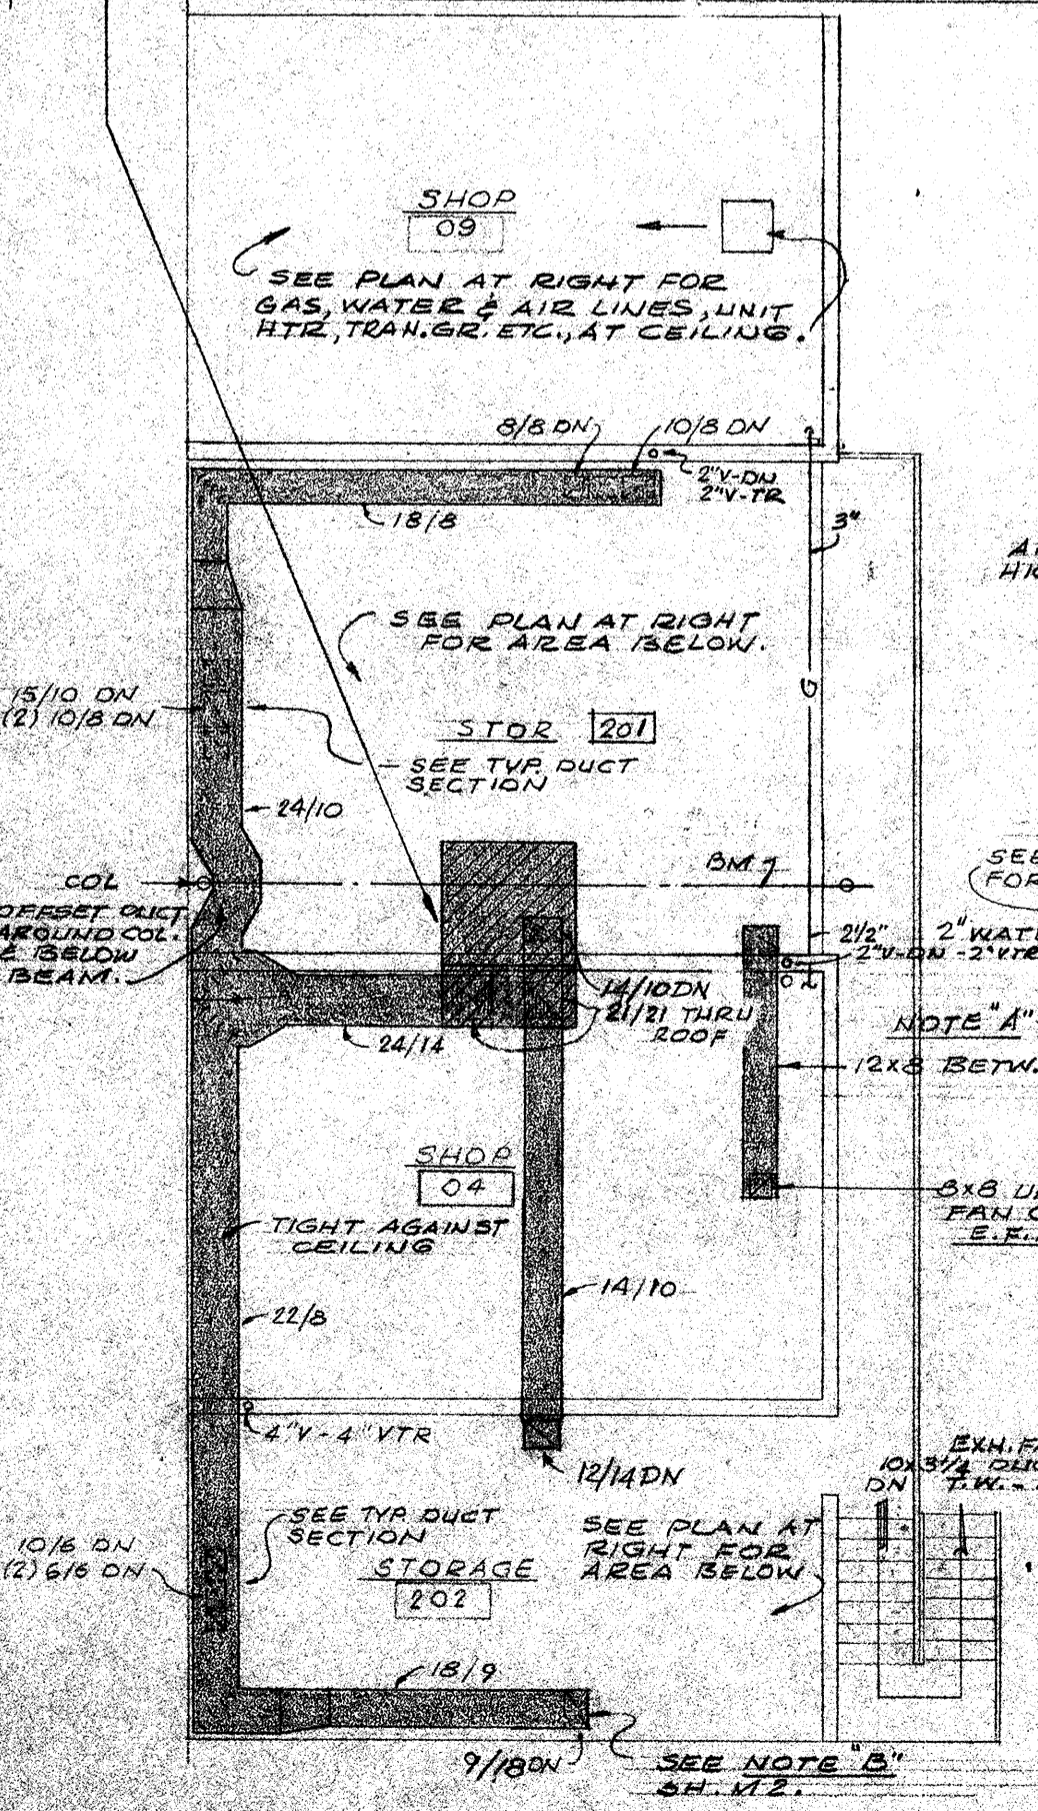 SHOP
09
SEE PLAN AT RIGHT FOR
GAS, WATER & AIR LINES, UNIT
HTR, TRAN. GR. ETC., AT CEILING.
8/8 DN
10/8 DN
2"V-DN
2"V-TR
18/8
3"
SEE PLAN AT RIGHT
FOR AREA BELOW.
G
15/10 DN
(2) 10/8 DN
STOR 201
SEE TYP. DUCT
SECTION
24/10
COL
BM
SEE
FOR
OFFSET DUCT
AROUND COL.
& BELOW
BEAM.
2 1/2"
2"V-DN - 2"VTR
14/10 DN
21/21 THRU
ROOF
24/14
NOTE "A"
12x8 BETW.
SHOP
04
8x8
FAN
E.F.
TIGHT AGAINST
CEILING
14/10
22/8
4"V - 4"VTR
12/14 DN
EXH.
10x3 1/4
DN
T.W.
SEE TYP. DUCT
SECTION
SEE PLAN AT
RIGHT FOR
AREA BELOW
10/6 DN
(2) 6/6 DN
STORAGE
202
18/9
9/18 DN
SEE NOTE "B"
SH. M2.